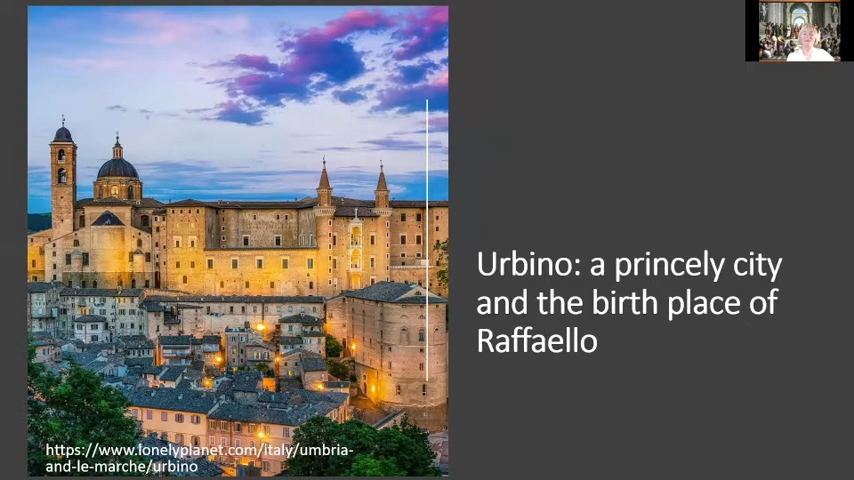 Urbino: a princely city
and the birth place of
Raffaello
https://www.lonelyplanet.com/italy/umbria-
and-le-marche/urbino